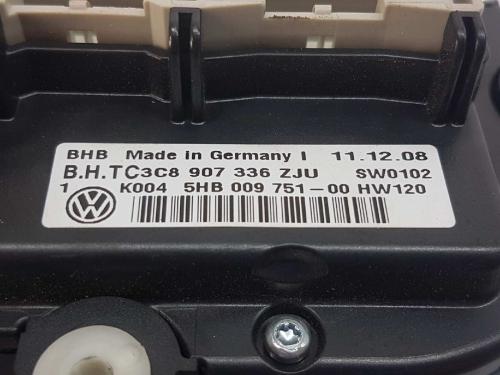 BHB Made in Germany I 11.12.08
B.H.TC3C8 907 336 ZJU SW0102
1 K004 5HB 009 751-00 HW120